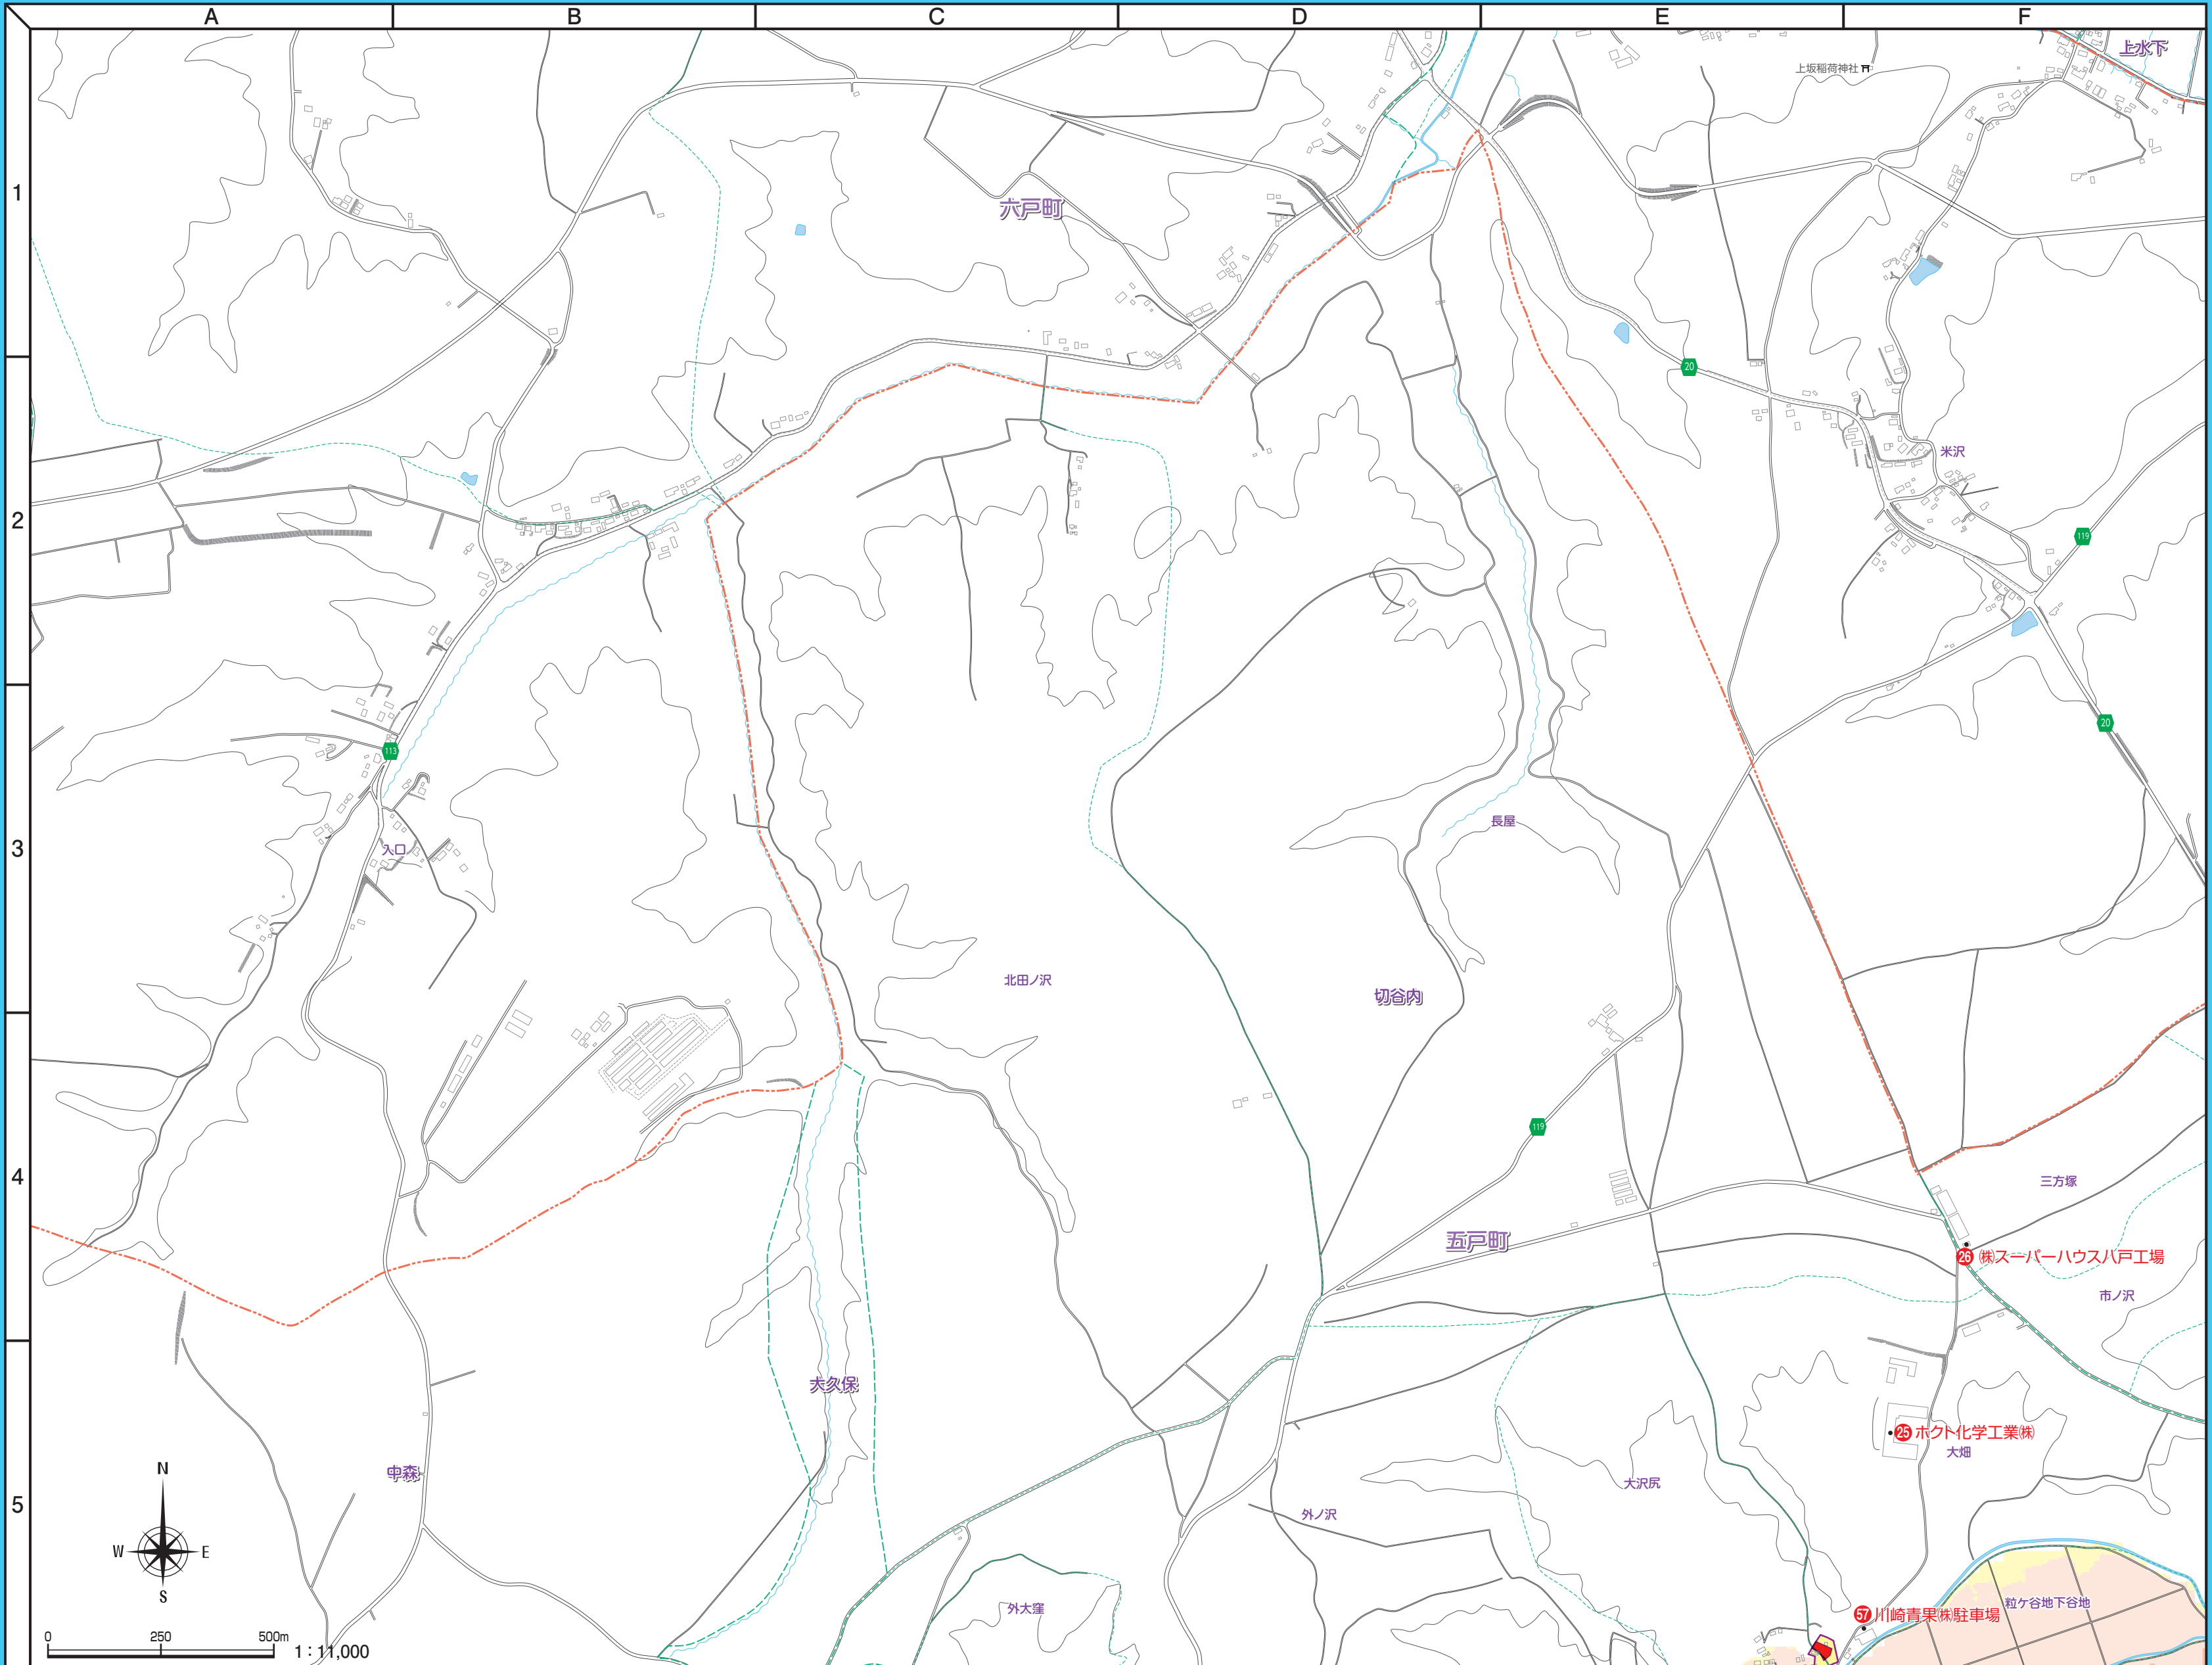 A B C D E F
上水下
上坂稲荷神社
1
六戸町
20
米沢
2
119
20
113
長屋
3
入口
北田ノ沢
切谷内
119
4
三方塚
五戸町
26 ㈱スーパーハウス八戸工場
市ノ沢
大久保
25 ホクト化学工業㈱
大畑
中森
大沢尻
5
外ノ沢
N
W E
S
粒ケ谷地下谷地
外大窪
57 川崎青果㈱駐車場
0 250 500m
1：11,000